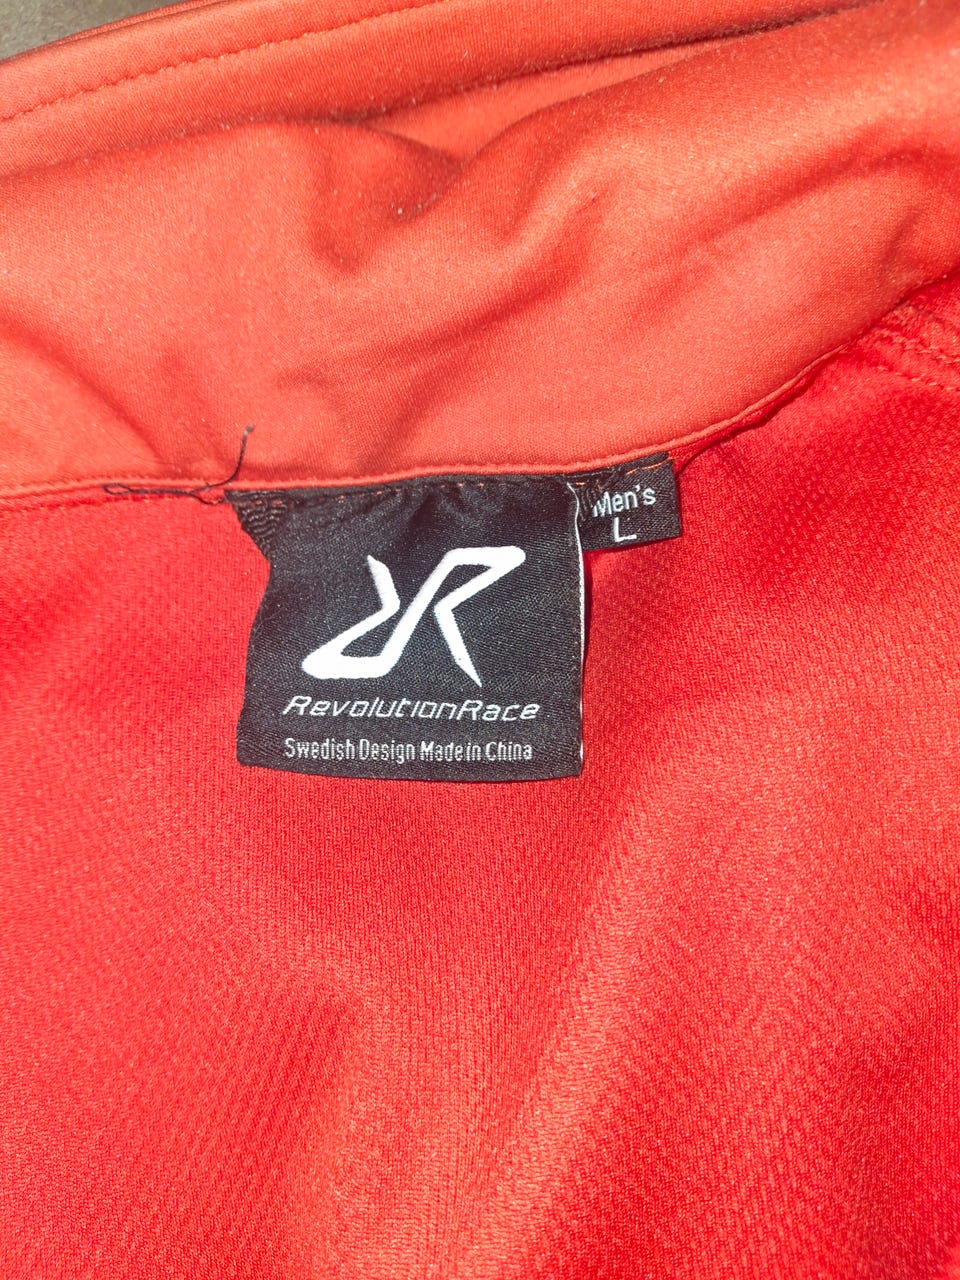 Men's
L
RevolutionRace
Swedish Design Made in China